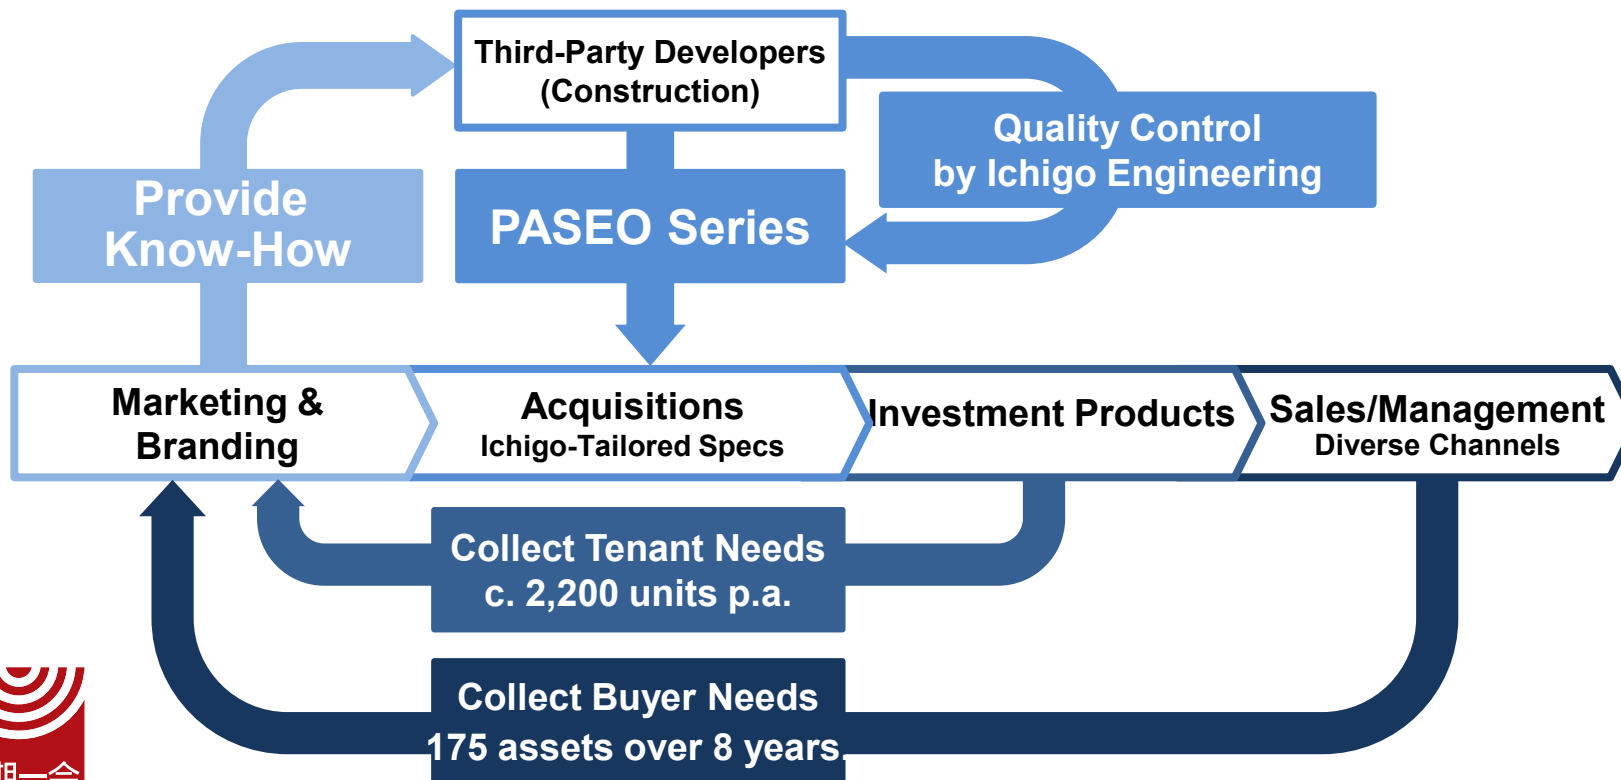 Third-Party Developers
(Construction)
Quality Control
by Ichigo Engineering
Provide
Know-How
PASEO Series
Marketing &
Branding
Acquisitions
Ichigo-Tailored Specs
Investment Products
Sales/Management
Diverse Channels
Collect Tenant Needs
c. 2,200 units p.a.
Collect Buyer Needs
175 assets over 8 years.